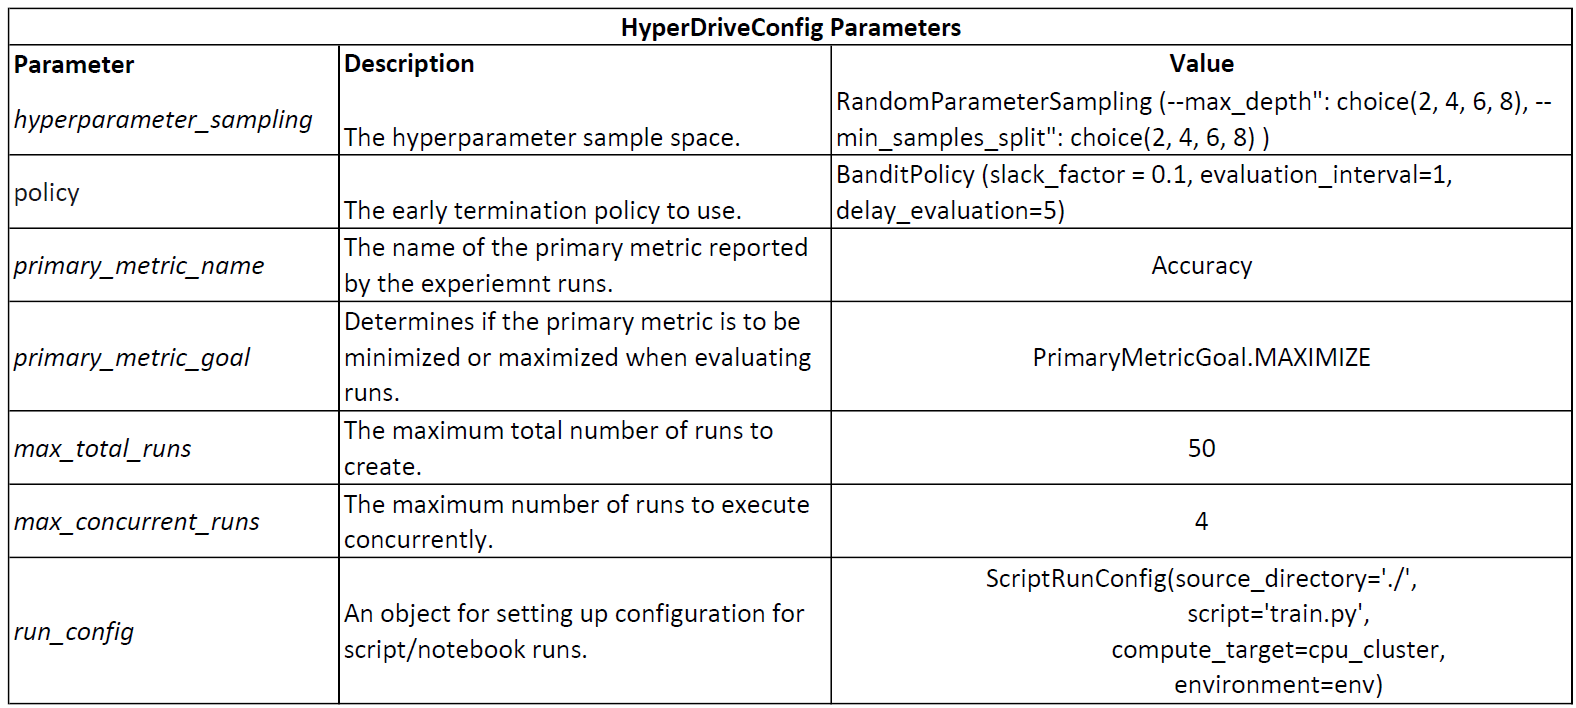 HyperDriveConfig Parameters
Parameter Description Value
hyperparameter_sampling
The hyperparameter sample space.
RandomParameterSampling (--max_depth": choice(2, 4, 6, 8), --
min_samples_split": choice(2, 4, 6, 8) )
policy
The early termination policy to use.
BanditPolicy (slack_factor = 0.1, evaluation_interval=1,
delay_evaluation=5)
primary_metric_name
The name of the primary metric reported
by the experiemnt runs.
Accuracy
primary_metric_goal
Determines if the primary metric is to be
minimized or maximized when evaluating
runs.
PrimaryMetricGoal.MAXIMIZE
max_total_runs
The maximum total number of runs to
create.
50
max_concurrent_runs
The maximum number of runs to execute
concurrently.
4
run_config
An object for setting up configuration for
script/notebook runs.
ScriptRunConfig(source_directory='./',
script='train.py',
compute_target=cpu_cluster,
environment=env)